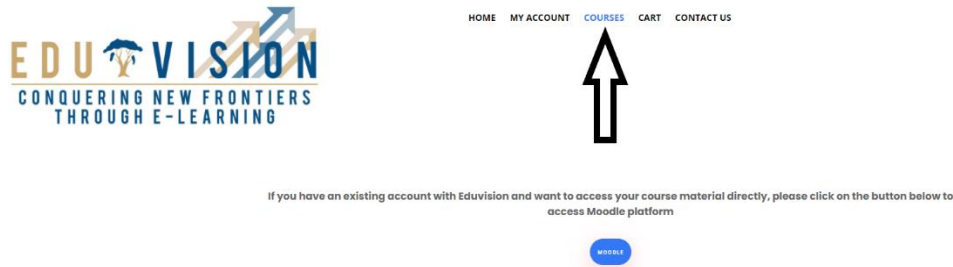 HOME MY ACCOUNT COURSES CART CONTACT US
EDU VISION
CONQUERING NEW FRONTIERS
THROUGH E-LEARNING
If you have an existing account with Eduvision and want to access your course material directly, please click on the button below to
access Moodle platform
MOODLE